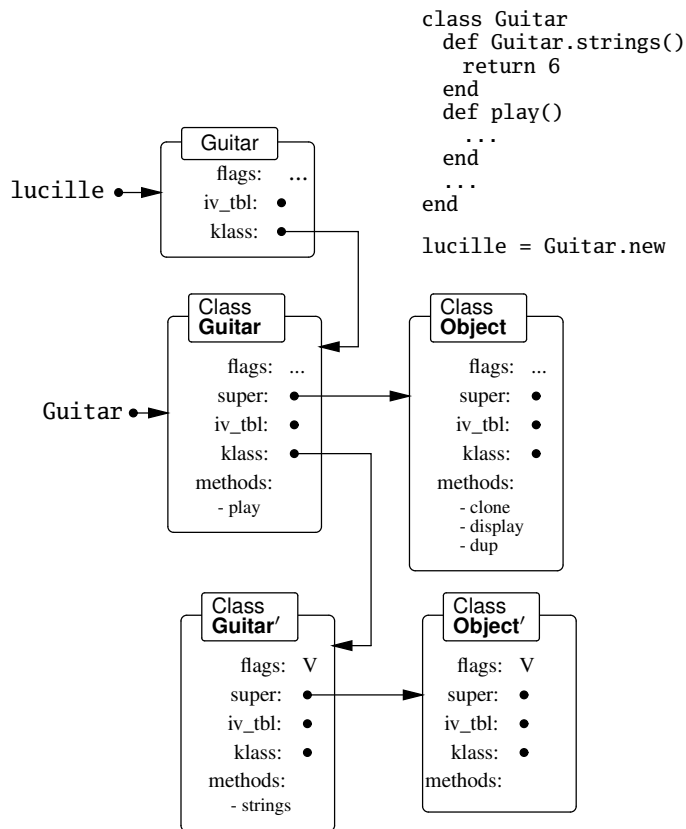 class Guitar
def Guitar.strings()
return 6
end
def play()
...
end
...
end
lucille = Guitar.new
Guitar
lucille
flags: ...
iv_tbl:
klass:
Class
Guitar
Guitar
flags: ...
super:
iv_tbl:
klass:
methods:
- play
Class
Object
flags: ...
super:
iv_tbl:
klass:
methods:
- clone
- display
- dup
Class
Guitar′
flags: V
super:
iv_tbl:
klass:
methods:
- strings
Class
Object′
flags: V
super:
iv_tbl:
klass:
methods: